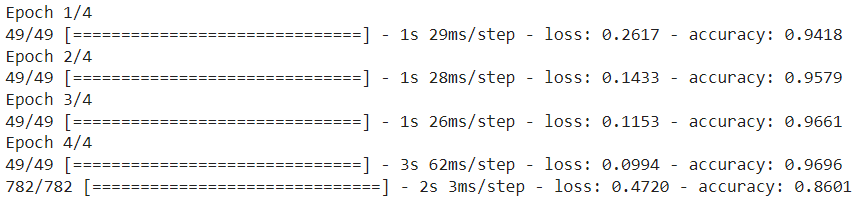 Epoch 1/4
49/49 [==============================] - 1s 29ms/step - loss: 0.2617 - accuracy: 0.9418
Epoch 2/4
49/49 [==============================] - 1s 28ms/step - loss: 0.1433 - accuracy: 0.9579
Epoch 3/4
49/49 [==============================] - 1s 26ms/step - loss: 0.1153 - accuracy: 0.9661
Epoch 4/4
49/49 [==============================] - 3s 62ms/step - loss: 0.0994 - accuracy: 0.9696
782/782 [==============================] - 2s 3ms/step - loss: 0.4720 - accuracy: 0.8601